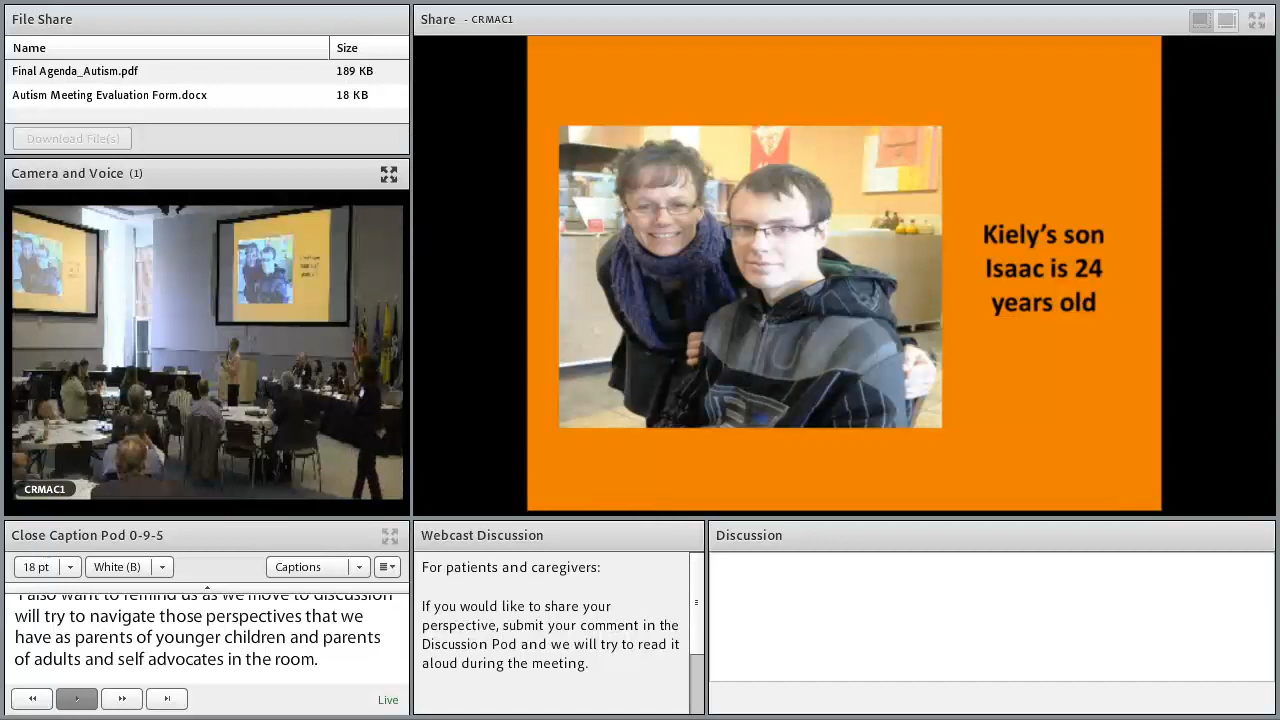 File Share
Name Size
Final Agenda_Autism.pdf 189 KB
Autism Meeting Evaluation Form.docx 18 KB
Download File(s)
Camera and Voice (1)
CRMAC1
Share - CRMAC1
Kiely's son
Isaac is 24
years old
Close Caption Pod 0-9-5
18 pt White (B) Captions
I also want to remind us as we move to discussion
will try to navigate those perspectives that we
have as parents of younger children and parents
of adults and self advocates in the room.
Live
Webcast Discussion
For patients and caregivers:
If you would like to share your
perspective, submit your comment in the
Discussion Pod and we will try to read it
aloud during the meeting.
Discussion